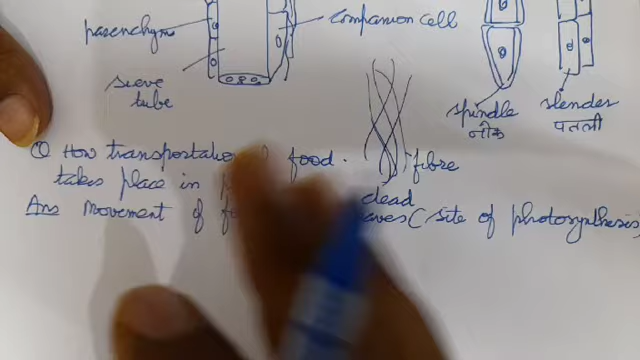 parenchyma
companion cell
sieve
tube
spindle
नोक
slender
पतली
fibre
dead
Q How transportation food.
takes place in
Ans Movement of leaves (site of photosynthesis)